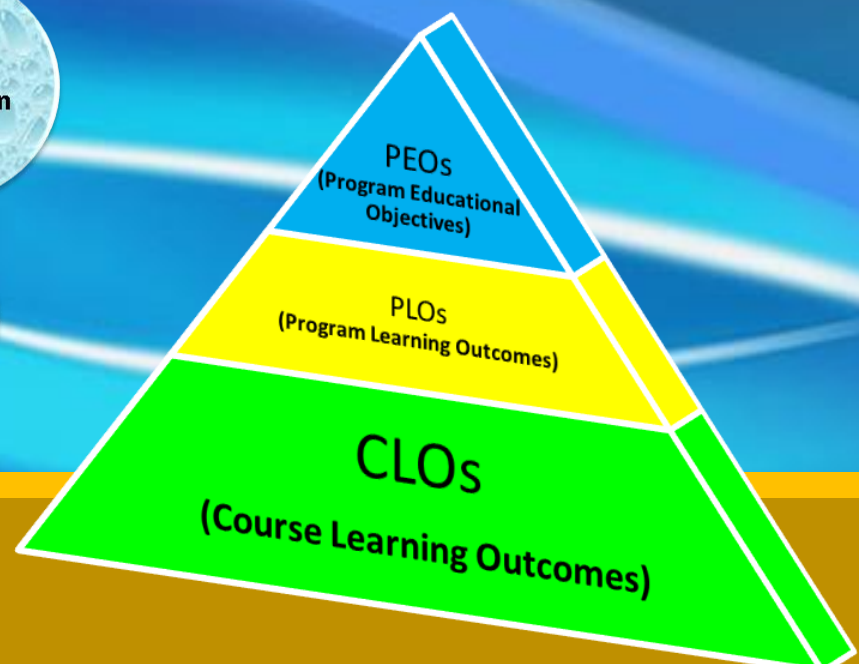 PEOs
(Program Educational
Objectives)
PLOs
(Program Learning Outcomes)
CLOs
(Course Learning Outcomes)